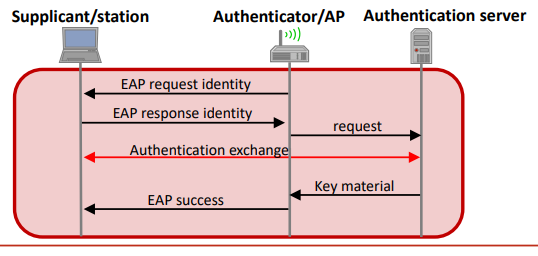 Supplicant/station
Authenticator/AP
Authentication server
EAP request identity
EAP response identity
request
Authentication exchange
Key material
EAP success